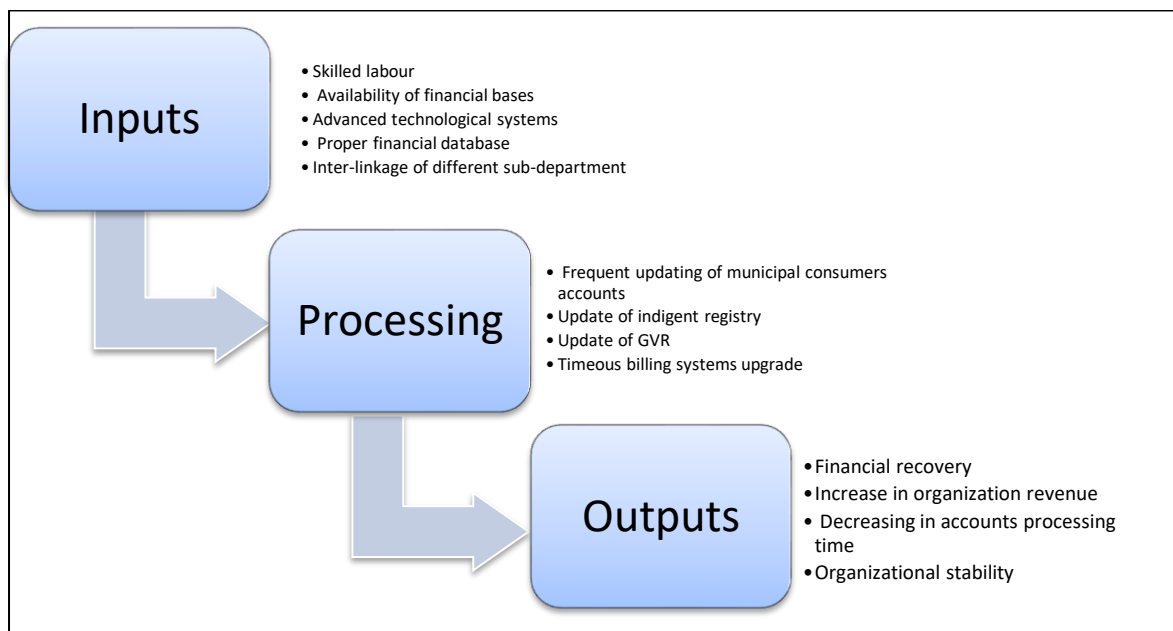 Inputs
• Skilled labour
• Availability of financial bases
• Advanced technological systems
• Proper financial database
• Inter-linkage of different sub-department
Processing
• Frequent updating of municipal consumers
accounts
• Update of indigent registry
• Update of GVR
• Timeous billing systems upgrade
Outputs
• Financial recovery
• Increase in organization revenue
• Decreasing in accounts processing
time
• Organizational stability